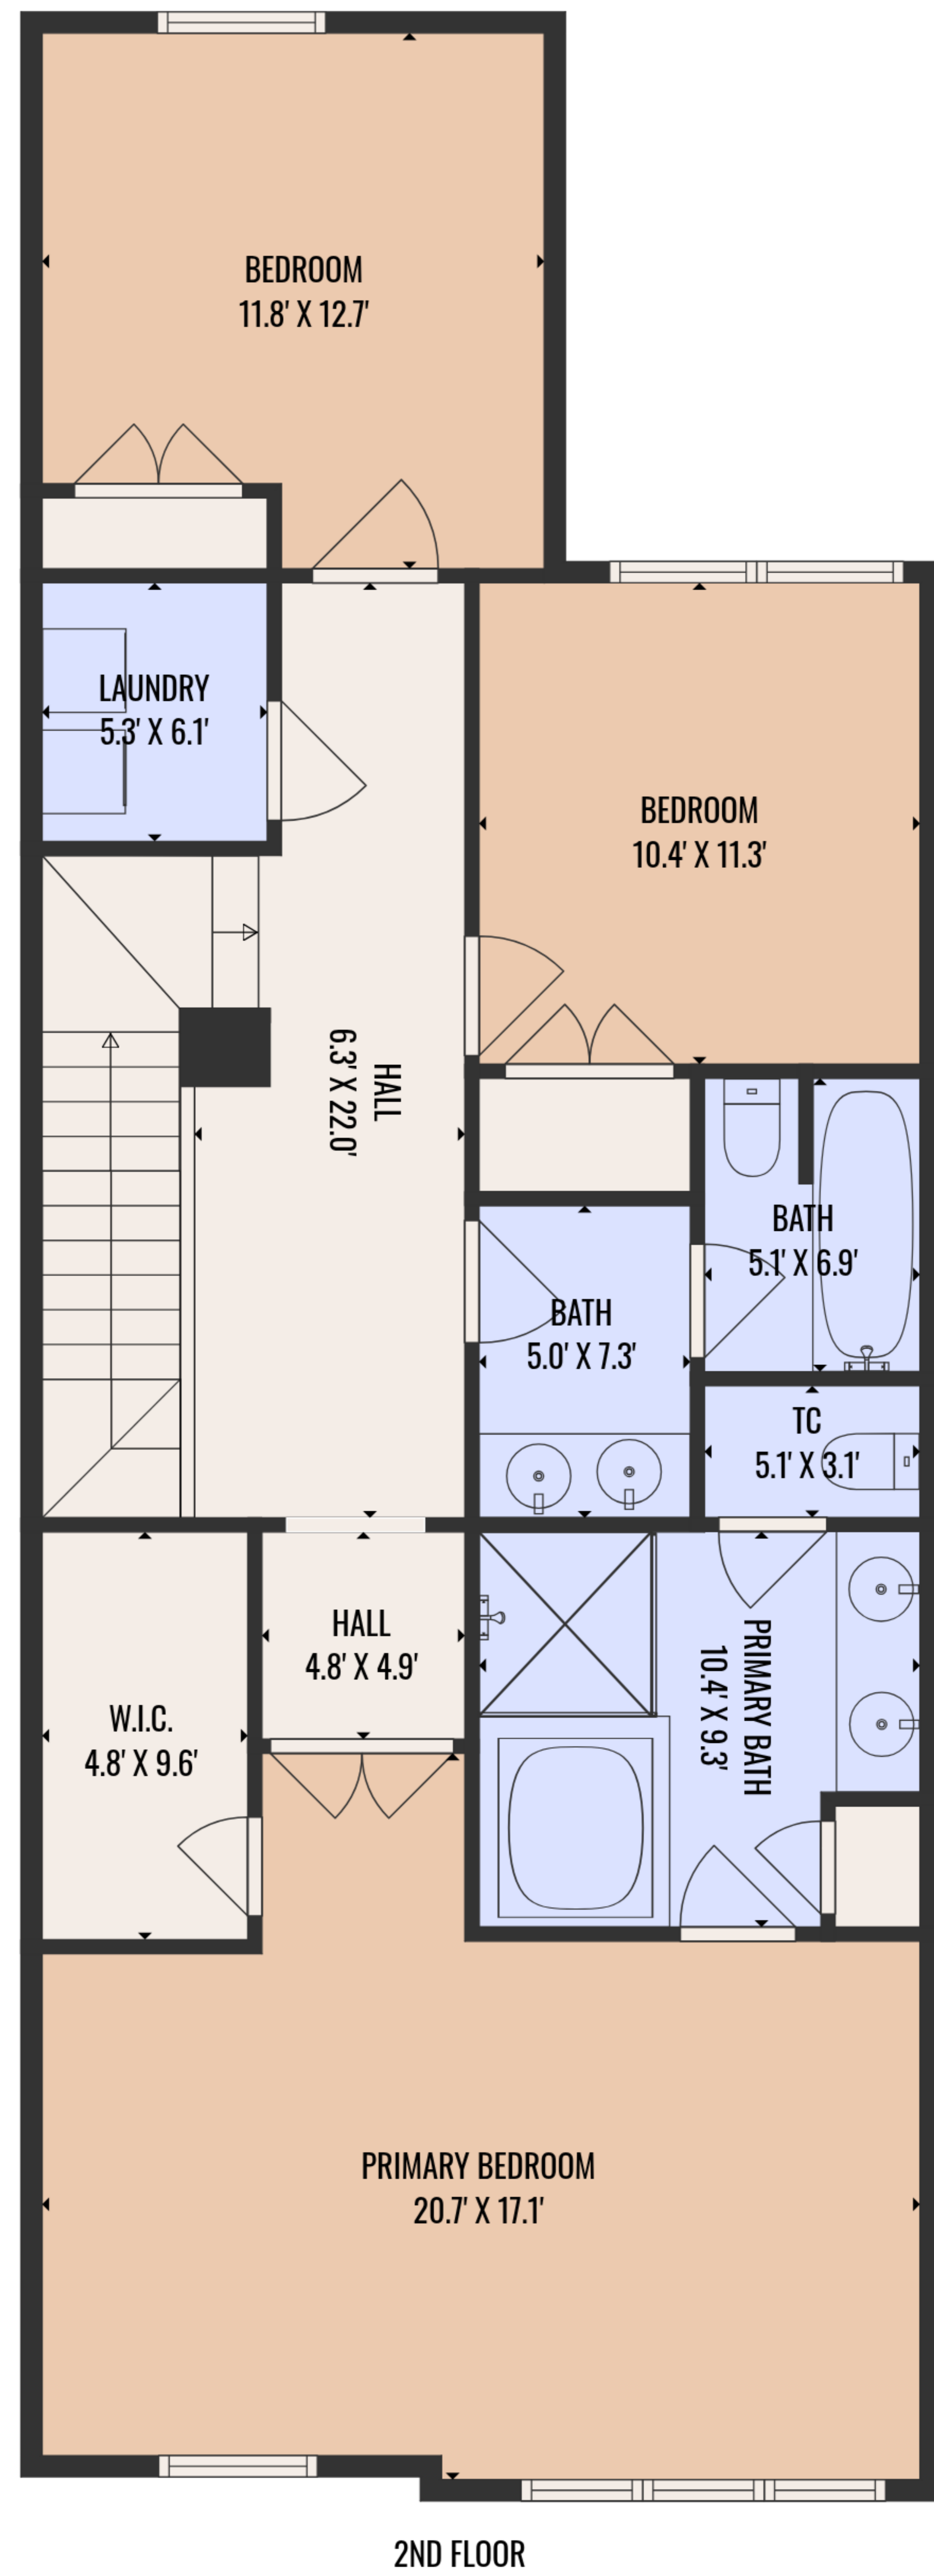 BEDROOM
11.8' X 12.7'
LAUNDRY
5.3' X 6.1'
BEDROOM
10.4' X 11.3'
HALL
6.3' X 22.0'
BATH
5.1' X 6.9'
BATH
5.0' X 7.3'
TC
5.1' X 3.1'
HALL
4.8' X 4.9'
PRIMARY BATH
10.4' X 9.3'
W.I.C.
4.8' X 9.6'
PRIMARY BEDROOM
20.7' X 17.1'
2ND FLOOR